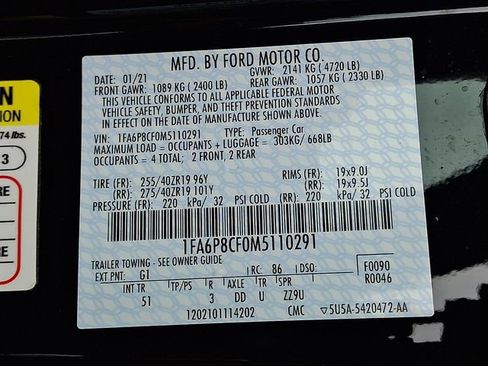 MFD. BY FORD MOTOR CO.
DATE: 01/21 GVWR: 2141 KG ( 4720 LB)
FRONT GAWR: 1089 KG ( 2400 LB) REAR GAWR: 1057 KG ( 2330 LB)
THIS VEHICLE CONFORMS TO ALL APPLICABLE FEDERAL MOTOR
VEHICLE SAFETY, BUMPER, AND THEFT PREVENTION STANDARDS
IN EFFECT ON THE DATE OF MANUFACTURE SHOWN ABOVE.
VIN: 1FA6P8CF0M5110291 TYPE: Passenger Car
MAXIMUM LOAD = OCCUPANTS + LUGGAGE = 303KG/ 668LB
OCCUPANTS = 4 TOTAL; 2 FRONT, 2 REAR
TIRE (FR): 255/40ZR19 96Y RIMS (FR): 19x9.0J
(RR): 275/40ZR19 101Y (RR): 19x9.5J
PRESSURE (FR): 220 kPa/ 32 PSI COLD (RR): 220 kPa/ 32 PSI COLD
1FA6P8CF0M5110291
TRAILER TOWING - SEE OWNER GUIDE
EXT PNT: G1 RC: 86 DSO: F0090
R0046
INT TR TP/PS R AXLE TR SPR
51 3 DD U ZZ9U
1202101114202 CMC ▽5U5A-5420472-AA
N
ION
74 lbs.
3
RE
RE